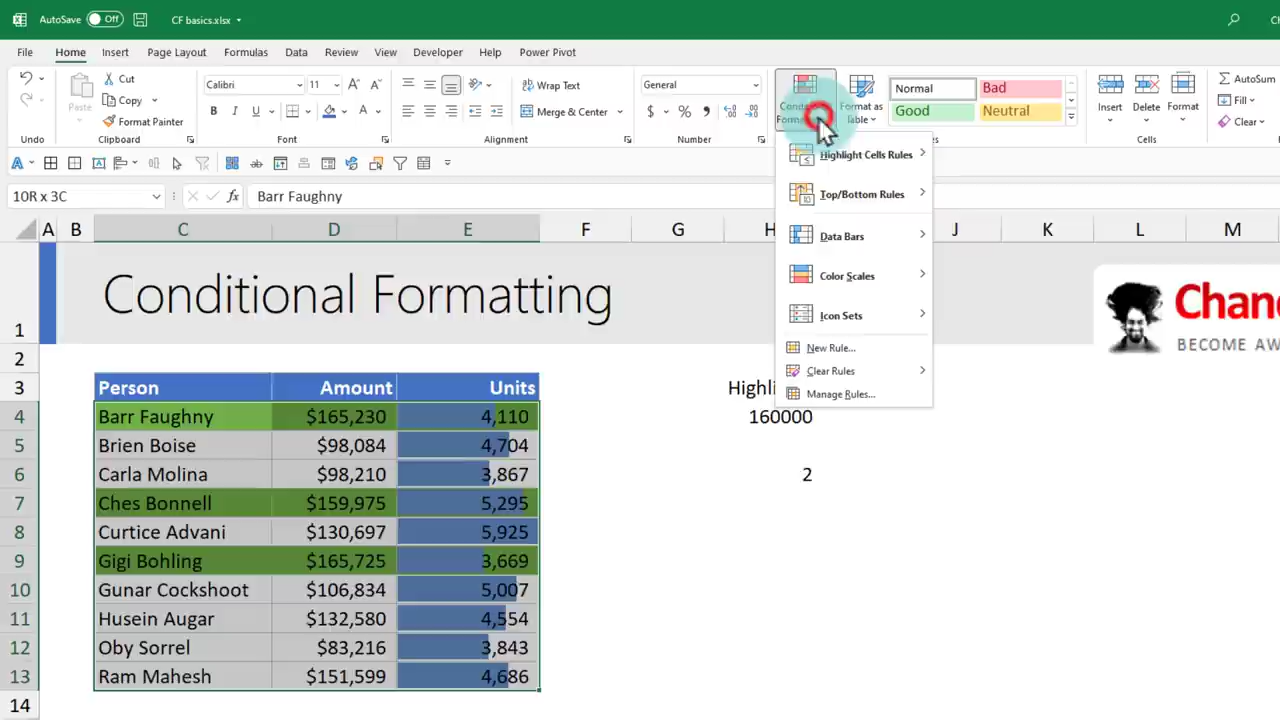 AutoSave Off CF basics.xlsx
File Home Insert Page Layout Formulas Data Review View Developer Help Power Pivot
Undo
Paste
Cut
Copy
Format Painter
Clipboard
Calibri 11
B I U
Font
Wrap Text
Merge & Center
Alignment
General
$ % 9
Number
Format as
Table
Normal Bad
Good Neutral
Insert Delete Format
Cells
AutoSum
Fill
Clear
10R x 3C fx Barr Faughny
Highlight Cells Rules
Top/Bottom Rules
Data Bars
Color Scales
Icon Sets
New Rule...
Clear Rules
Manage Rules...
A B C D E F G H J K L M
1 Conditional Formatting
BECOME
2
3 Person Amount Units
4 Barr Faughny $165,230 4,110 160000
5 Brien Boise $98,084 4,704
6 Carla Molina $98,210 3,867 2
7 Ches Bonnell $159,975 5,295
8 Curtice Advani $130,697 5,925
9 Gigi Bohling $165,725 3,669
10 Gunar Cockshoot $106,834 5,007
11 Husein Augar $132,580 4,554
12 Oby Sorrel $83,216 3,843
13 Ram Mahesh $151,599 4,686
14